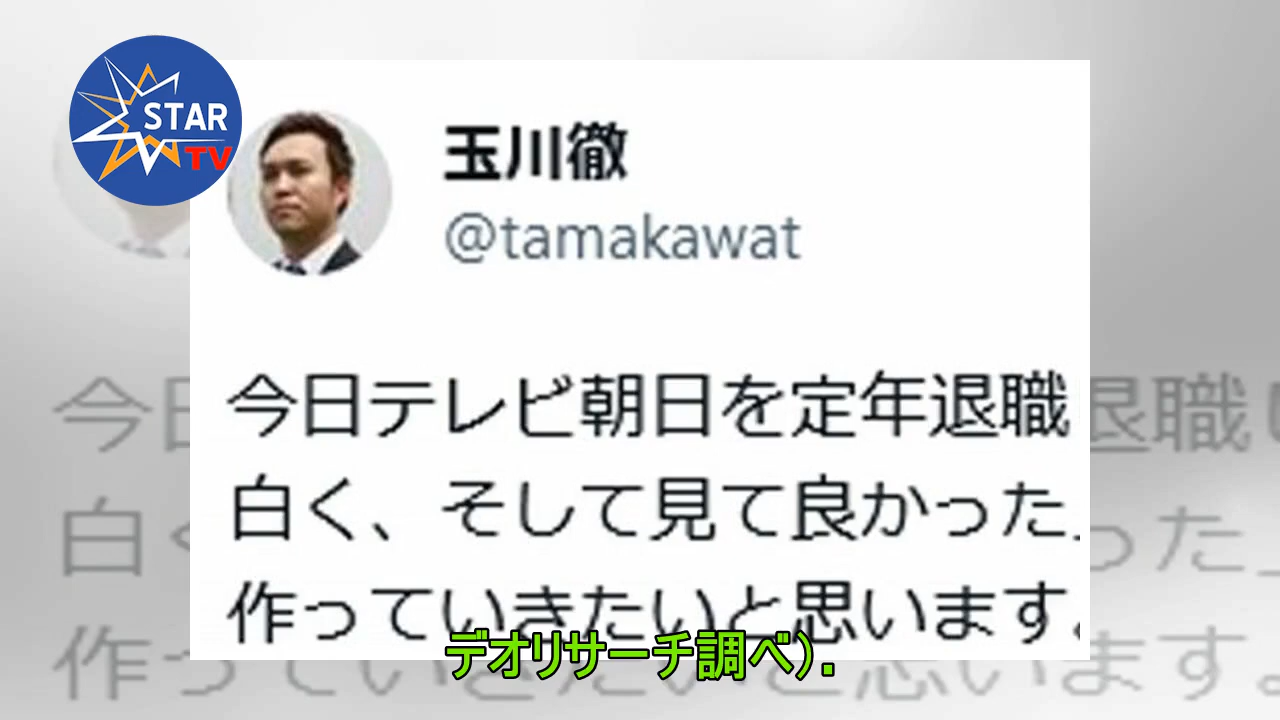 STAR
TV
玉川徹
@tamakawat
今日テレビ朝日を定年退職
白く、そして見て良かった」
作っていきたいと思います。
デオリサーチ調べ）.